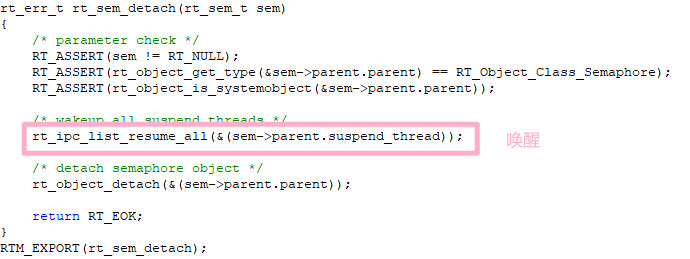 rt_err_t rt_sem_detach(rt_sem_t sem)
{
    /* parameter check */
    RT_ASSERT(sem != RT_NULL);
    RT_ASSERT(rt_object_get_type(&sem->parent.parent) == RT_Object_Class_Semaphore);
    RT_ASSERT(rt_object_is_systemobject(&sem->parent.parent));

    /* wakeup all suspend threads */
    rt_ipc_list_resume_all(&(sem->parent.suspend_thread)); 唤醒

    /* detach semaphore object */
    rt_object_detach(&(sem->parent.parent));

    return RT_EOK;
}
RTM_EXPORT(rt_sem_detach);